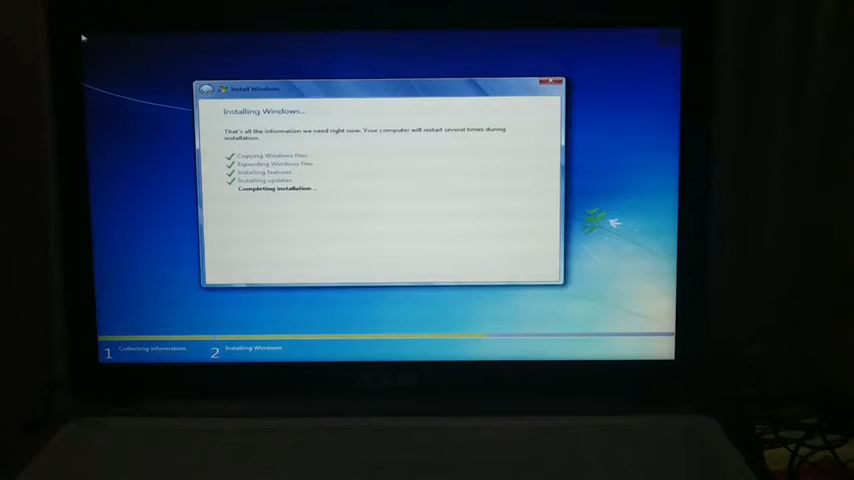 Install Windows
Installing Windows...
That's all the information we need right now. Your computer will restart several times during
installation.
Copying Windows files
Expanding Windows files
Installing features
Installing updates
Completing installation ...
1 Collecting information
2 Installing Windows
ASUS